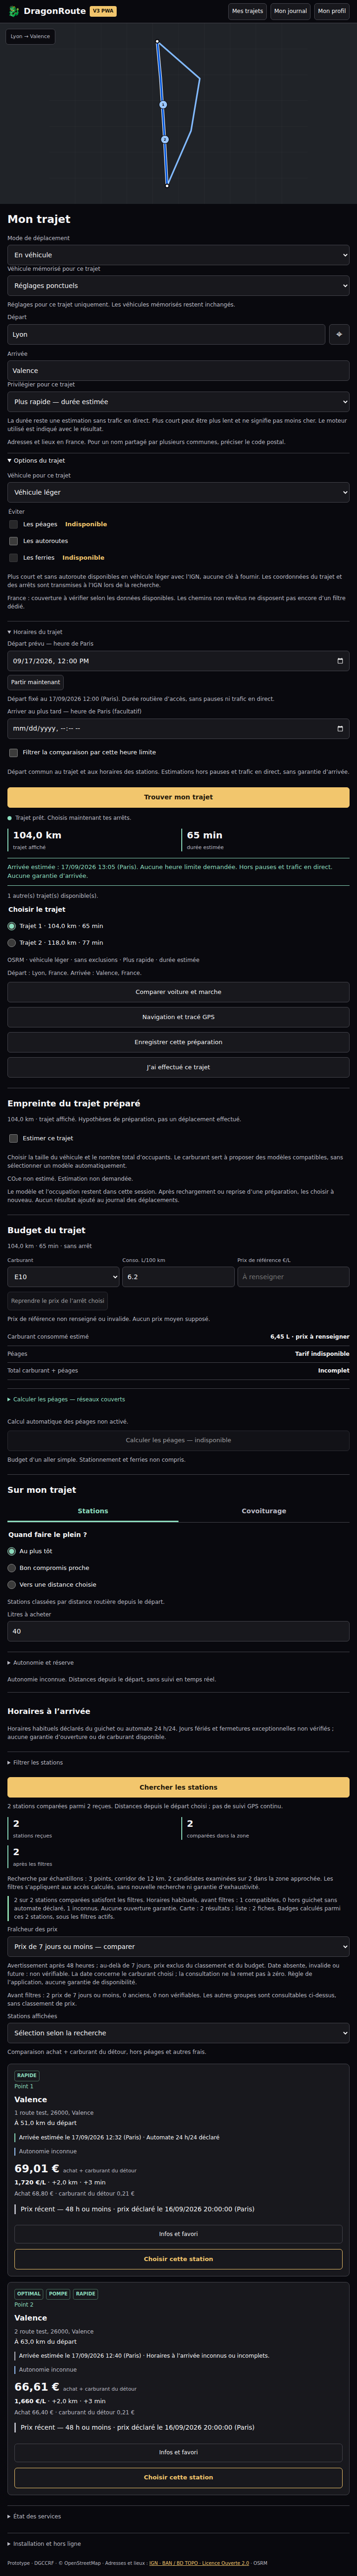 DragonRoute V3 PWA
Mes trajets
Mon journal
Mon profil
Lyon → Valence
Mon trajet
Mode de déplacement
En véhicule
Véhicule mémorisé pour ce trajet
Réglages ponctuels
Réglages pour ce trajet uniquement. Les véhicules mémorisés restent inchangés.
Départ
Lyon
Arrivée
Valence
Privilégier pour ce trajet
Plus rapide — durée estimée
La durée reste une estimation sans trafic en direct. Plus court peut être plus lent et ne signifie pas moins cher. Le moteur
utilisé est indiqué avec le résultat.
Adresses et lieux en France. Pour un nom partagé par plusieurs communes, préciser le code postal.
▼ Options du trajet
Véhicule pour ce trajet
Véhicule léger
Éviter
Les péages Indisponible
Les autoroutes
Les ferries Indisponible
Plus court et sans autoroute disponibles en véhicule léger avec l’IGN, aucune clé à fournir. Les coordonnées du trajet et
des arrêts sont transmises à l’IGN lors de la recherche.
France : couverture à vérifier selon les données disponibles. Les chemins non revêtus ne disposent pas encore d’un filtre
dédié.
▼ Horaires du trajet
Départ prévu — heure de Paris
09/17/2026, 12:00 PM
Partir maintenant
Départ fixé au 17/09/2026 12:00 (Paris). Durée routière d’accès, sans pauses ni trafic en direct.
Arriver au plus tard — heure de Paris (facultatif)
mm/dd/yyyy, --:-- --
Filtrer la comparaison par cette heure limite
Départ commun au trajet et aux horaires des stations. Estimations hors pauses et trafic en direct, sans garantie d’arrivée.
Trouver mon trajet
Trajet prêt. Choisis maintenant tes arrêts.
104,0 km
trajet affiché
65 min
durée estimée
Arrivée estimée : 17/09/2026 13:05 (Paris). Aucune heure limite demandée. Hors pauses et trafic en direct.
Aucune garantie d’arrivée.
1 autre(s) trajet(s) disponible(s).
Choisir le trajet
Trajet 1 · 104,0 km · 65 min
Trajet 2 · 118,0 km · 77 min
OSRM · véhicule léger · sans exclusions · Plus rapide · durée estimée
Départ : Lyon, France. Arrivée : Valence, France.
Comparer voiture et marche
Navigation et tracé GPS
Enregistrer cette préparation
J’ai effectué ce trajet
Empreinte du trajet préparé
104,0 km · trajet affiché. Hypothèses de préparation, pas un déplacement effectué.
Estimer ce trajet
Choisir la taille du véhicule et le nombre total d’occupants. Le carburant sert à proposer des modèles compatibles, sans
sélectionner un modèle automatiquement.
CO₂e non estimé. Estimation non demandée.
Le modèle et l’occupation restent dans cette session. Après rechargement ou reprise d’une préparation, les choisir à
nouveau. Aucun résultat ajouté au journal des déplacements.
Budget du trajet
104,0 km · 65 min · sans arrêt
Carburant
Conso. L/100 km
Prix de référence €/L
E10
6.2
À renseigner
Reprendre le prix de l’arrêt choisi
Prix de référence non renseigné ou invalide. Aucun prix moyen supposé.
Carburant consommé estimé 6,45 L · prix à renseigner
Péages Tarif indisponible
Total carburant + péages Incomplet
▶ Calculer les péages — réseaux couverts
Calcul automatique des péages non activé.
Calculer les péages — indisponible
Budget d’un aller simple. Stationnement et ferries non compris.
Sur mon trajet
Stations
Covoiturage
Quand faire le plein ?
Au plus tôt
Bon compromis proche
Vers une distance choisie
Stations classées par distance routière depuis le départ.
Litres à acheter
40
▶ Autonomie et réserve
Autonomie inconnue. Distances depuis le départ, sans suivi en temps réel.
Horaires à l’arrivée
Horaires habituels déclarés du guichet ou automate 24 h/24. Jours fériés et fermetures exceptionnelles non vérifiés ;
aucune garantie d’ouverture ou de carburant disponible.
▶ Filtrer les stations
Chercher les stations
2 stations comparées parmi 2 reçues. Distances depuis le départ choisi ; pas de suivi GPS continu.
2
stations reçues
2
comparées dans la zone
2
après les filtres
Recherche par échantillons : 3 points, corridor de 12 km. 2 candidates examinées sur 2 dans la zone approchée. Les
filtres s’appliquent aux accès calculés, sans nouvelle recherche ni garantie d’exhaustivité.
2 sur 2 stations comparées satisfont les filtres. Horaires habituels, avant filtres : 1 compatibles, 0 hors guichet sans
automate déclaré, 1 inconnus. Aucune ouverture garantie. Carte : 2 résultats ; liste : 2 fiches. Badges calculés parmi
ces 2 stations, sous les filtres actifs.
Fraîcheur des prix
Prix de 7 jours ou moins — comparer
Avertissement après 48 heures ; au-delà de 7 jours, prix exclus du classement et du budget. Date absente, invalide ou
future : non vérifiable. La date concerne le carburant choisi ; la consultation ne la remet pas à zéro. Règle de
l’application, aucune garantie de disponibilité.
Avant filtres : 2 prix de 7 jours ou moins, 0 anciens, 0 non vérifiables. Les autres groupes sont consultables ci-dessus,
sans classement de prix.
Stations affichées
Sélection selon la recherche
Comparaison achat + carburant du détour, hors péages et autres frais.
RAPIDE
Point 1
Valence
1 route test, 26000, Valence
À 51,0 km du départ
Arrivée estimée le 17/09/2026 12:32 (Paris) · Automate 24 h/24 déclaré
Autonomie inconnue
69,01 € achat + carburant du détour
1,720 €/L · +2,0 km · +3 min
Achat 68,80 € · carburant du détour 0,21 €
Prix récent — 48 h ou moins · prix déclaré le 16/09/2026 20:00:00 (Paris)
Infos et favori
Choisir cette station
OPTIMAL POMPE RAPIDE
Point 2
Valence
2 route test, 26000, Valence
À 63,0 km du départ
Arrivée estimée le 17/09/2026 12:40 (Paris) · Horaires à l’arrivée inconnus ou incomplets.
Autonomie inconnue
66,61 € achat + carburant du détour
1,660 €/L · +2,0 km · +3 min
Achat 66,40 € · carburant du détour 0,21 €
Prix récent — 48 h ou moins · prix déclaré le 16/09/2026 20:00:00 (Paris)
Infos et favori
Choisir cette station
▶ État des services
▶ Installation et hors ligne
Prototype · DGCCRF · © OpenStreetMap · Adresses et lieux : IGN · BAN / BD TOPO · Licence Ouverte 2.0 · OSRM